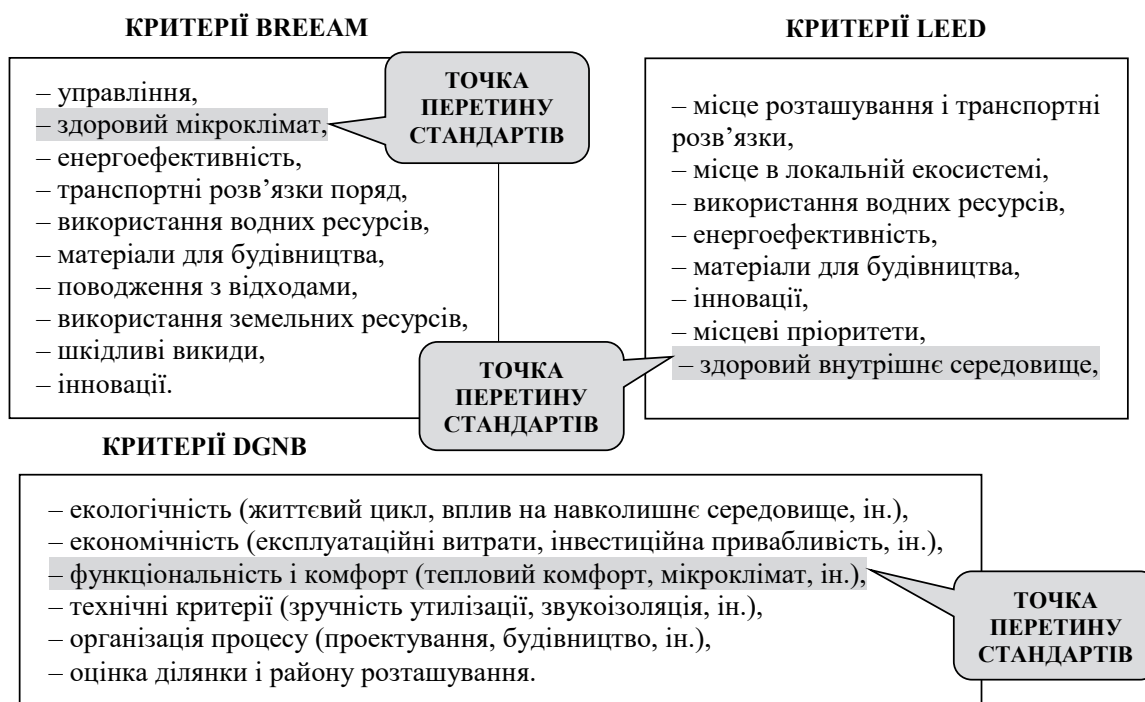 КРИТЕРІЇ BREEAM
– управління,
– здоровий мікроклімат,
– енергоефективність,
– транспортні розв’язки поряд,
– використання водних ресурсів,
– матеріали для будівництва,
– поводження з відходами,
– використання земельних ресурсів,
– шкідливі викиди,
– інновації.
ТОЧКА
ПЕРЕТИНУ
СТАНДАРТІВ
КРИТЕРІЇ LEED
– місце розташування і транспортні
розв’язки,
– місце в локальній екосистемі,
– використання водних ресурсів,
– енергоефективність,
– матеріали для будівництва,
– інновації,
– місцеві пріоритети,
– здоровий внутрішнє середовище,
ТОЧКА
ПЕРЕТИНУ
СТАНДАРТІВ
КРИТЕРІЇ DGNB
– екологічність (життєвий цикл, вплив на навколишнє середовище, ін.),
– економічність (експлуатаційні витрати, інвестиційна привабливість, ін.),
– функціональність і комфорт (тепловий комфорт, мікроклімат, ін.),
– технічні критерії (зручність утилізації, звукоізоляція, ін.),
– організація процесу (проектування, будівництво, ін.),
– оцінка ділянки і району розташування.
ТОЧКА
ПЕРЕТИНУ
СТАНДАРТІВ